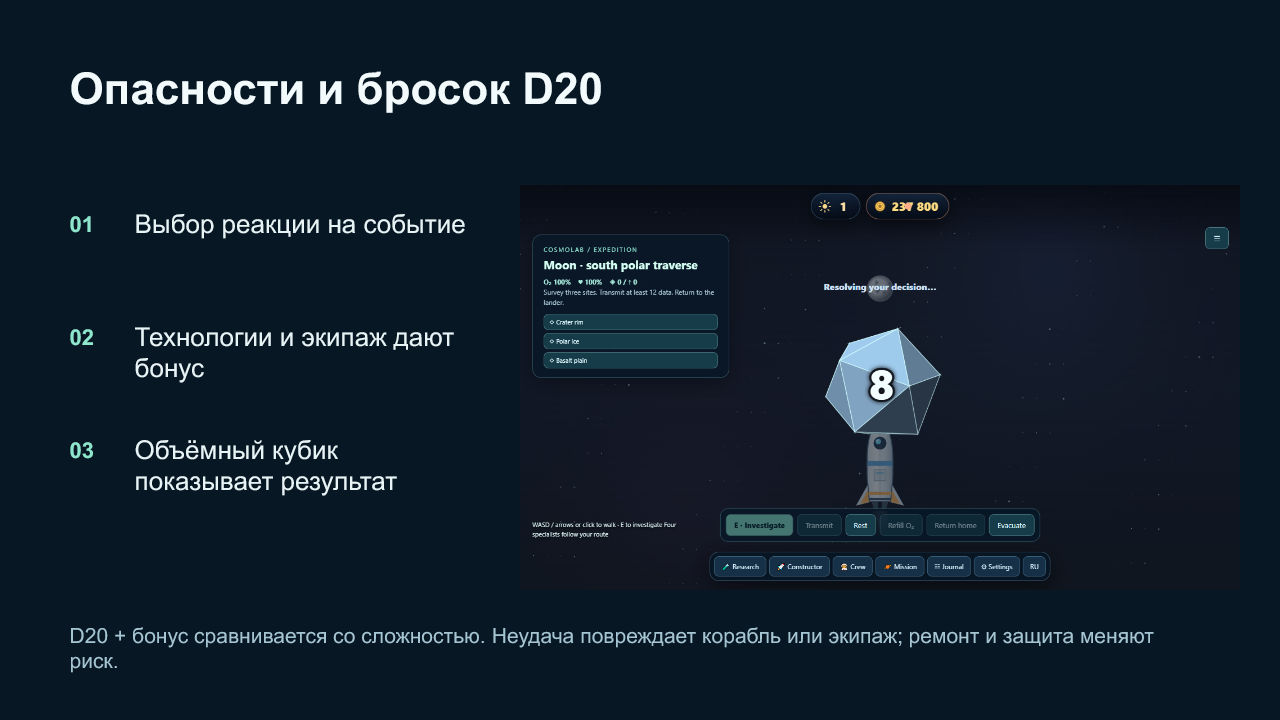 Опасности и бросок D20
01 Выбор реакции на событие
02 Технологии и экипаж дают
бонус
03 Объёмный кубик
показывает результат
1
800
COSMOLAB / EXPEDITION
Moon · south polar traverse
O₂ 100% ♥ 100% ◈ 0 / ↑ 0
Survey three sites. Transmit at least 12 data. Return to the
lander.
◇ Crater rim
◇ Polar ice
◇ Basalt plain
Resolving your decision...
8
WASD / arrows or click to walk · E to investigate Four
specialists follow your route
E · Investigate Transmit Rest Refill O₂ Return home Evacuate
Research Constructor Crew Mission Journal Settings RU
D20 + бонус сравнивается со сложностью. Неудача повреждает корабль или экипаж; ремонт и защита меняют
риск.